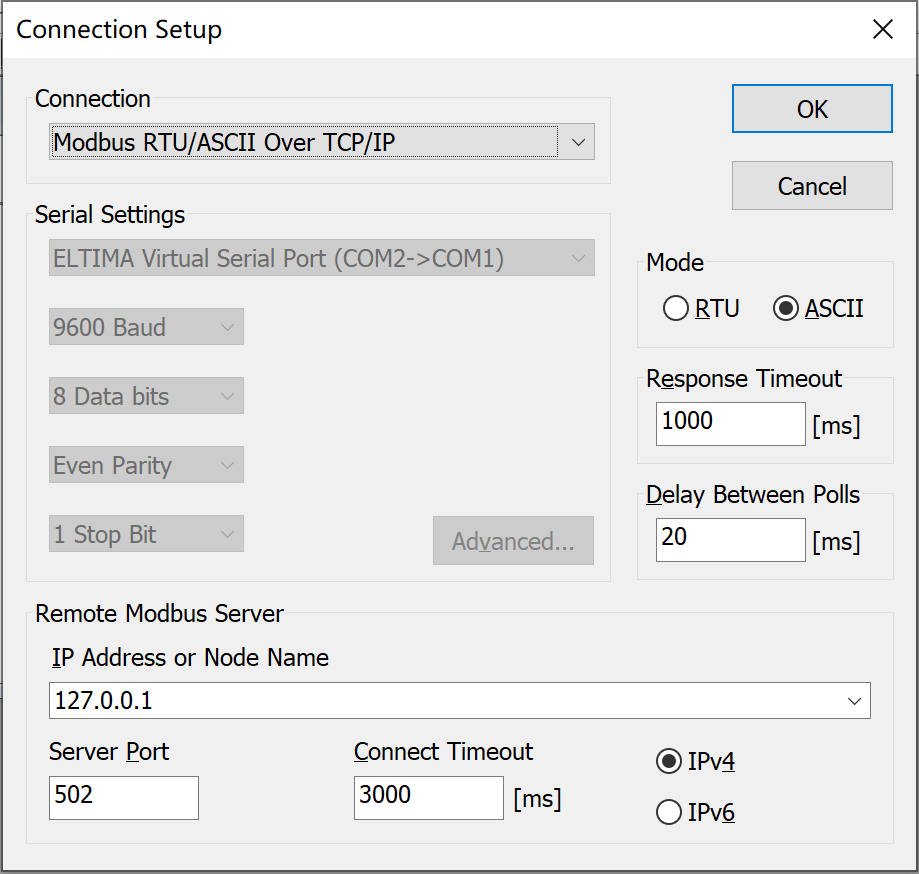 Connection Setup
Connection
Modbus RTU/ASCII Over TCP/IP
OK
Cancel
Serial Settings
ELTIMA Virtual Serial Port (COM2->COM1)
9600 Baud
8 Data bits
Even Parity
1 Stop Bit
Advanced...
Mode
RTU
ASCII
Response Timeout
1000
[ms]
Delay Between Polls
20
[ms]
Remote Modbus Server
IP Address or Node Name
127.0.0.1
Server Port
502
Connect Timeout
3000
[ms]
IPv4
IPv6